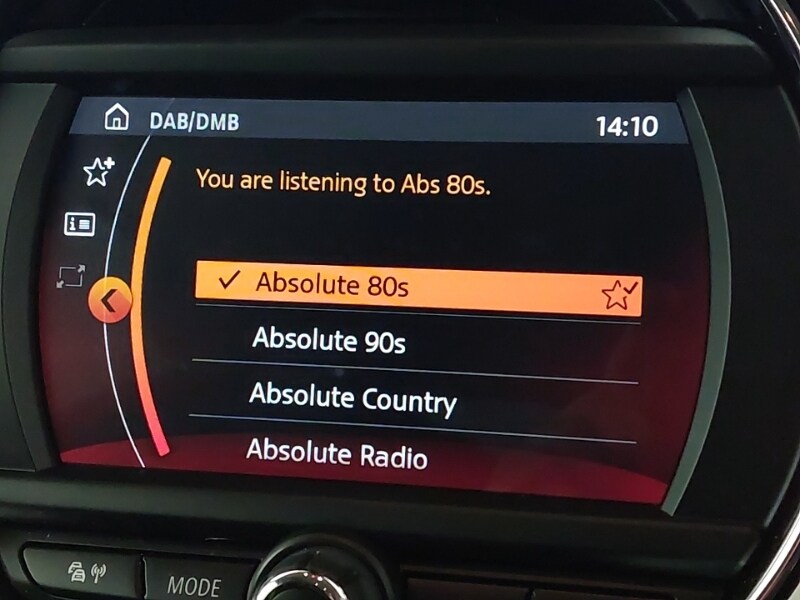 DAB/DMB 14:10
You are listening to Abs 80s.
Absolute 80s
Absolute 90s
Absolute Country
Absolute Radio
MODE